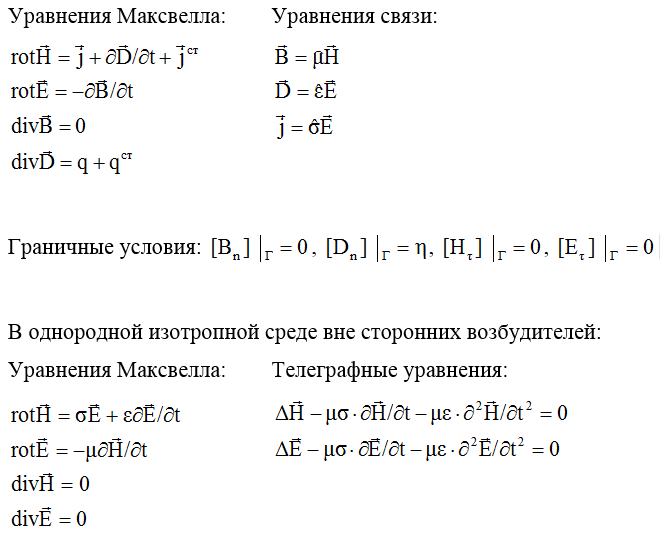 Уравнения Максвелла: Уравнения связи:
rotH⃗ = j⃗ + ∂D⃗/∂t + j⃗ ст B⃗ = μ̂H⃗
rotE⃗ = −∂B⃗/∂t D⃗ = ε̂E⃗
divB⃗ = 0 j⃗ = σ̂E⃗
divD⃗ = q + qст
Граничные условия: [Bn] |Г = 0 , [Dn] |Г = η, [Hτ] |Г = 0, [Eτ] |Г = 0
В однородной изотропной среде вне сторонних возбудителей:
Уравнения Максвелла: Телеграфные уравнения:
rotH⃗ = σE⃗ + ε∂E⃗/∂t ΔH⃗ − μσ·∂H⃗/∂t − με·∂²H⃗/∂t² = 0
rotE⃗ = −μ∂H⃗/∂t ΔE⃗ − μσ·∂E⃗/∂t − με·∂²E⃗/∂t² = 0
divH⃗ = 0
divE⃗ = 0